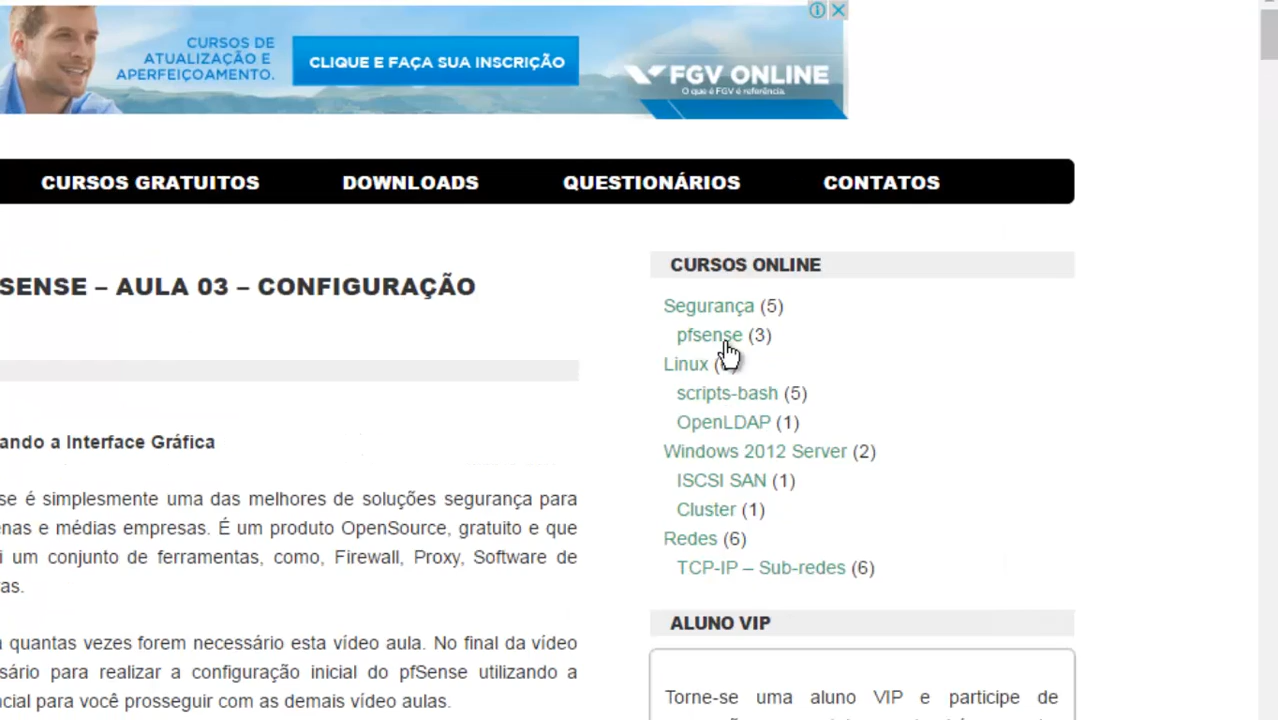 CURSOS DE
ATUALIZAÇÃO E
APERFEIÇOAMENTO.
CLIQUE E FAÇA SUA INSCRIÇÃO
FGV ONLINE
O que é FGV é referência.
CURSOS GRATUITOS DOWNLOADS QUESTIONÁRIOS CONTATOS
SENSE – AULA 03 – CONFIGURAÇÃO
ando a Interface Gráfica
se é simplesmente uma das melhores de soluções segurança para
enas e médias empresas. É um produto OpenSource, gratuito e que
i um conjunto de ferramentas, como, Firewall, Proxy, Software de
as.
a quantas vezes forem necessário esta vídeo aula. No final da vídeo
sário para realizar a configuração inicial do pfSense utilizando a
ncial para você prosseguir com as demais vídeo aulas.
CURSOS ONLINE
Segurança (5)
pfsense (3)
Linux
scripts-bash (5)
OpenLDAP (1)
Windows 2012 Server (2)
ISCSI SAN (1)
Cluster (1)
Redes (6)
TCP-IP – Sub-redes (6)
ALUNO VIP
Torne-se uma aluno VIP e participe de